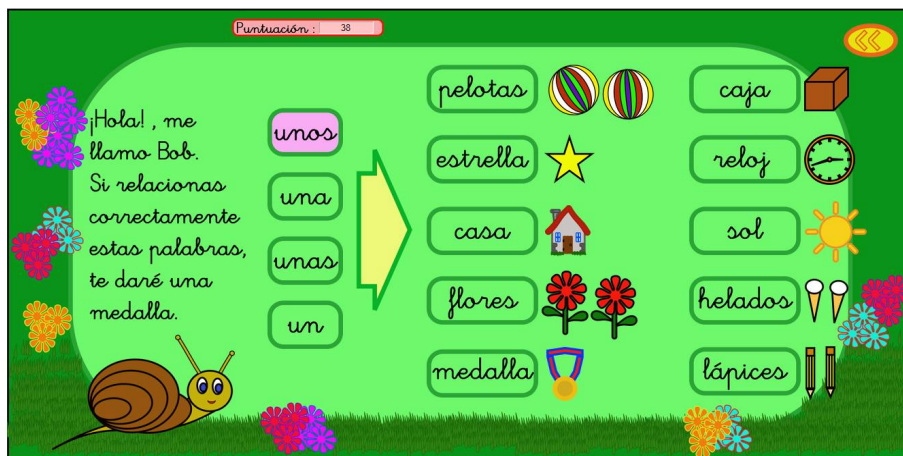 Puntuación : 38
¡Hola! , me
llamo Bob.
Si relacionas
correctamente
estas palabras,
te daré una
medalla.
unos
una
unas
un
pelotas
estrella
casa
flores
medalla
caja
reloj
sol
helados
lápices